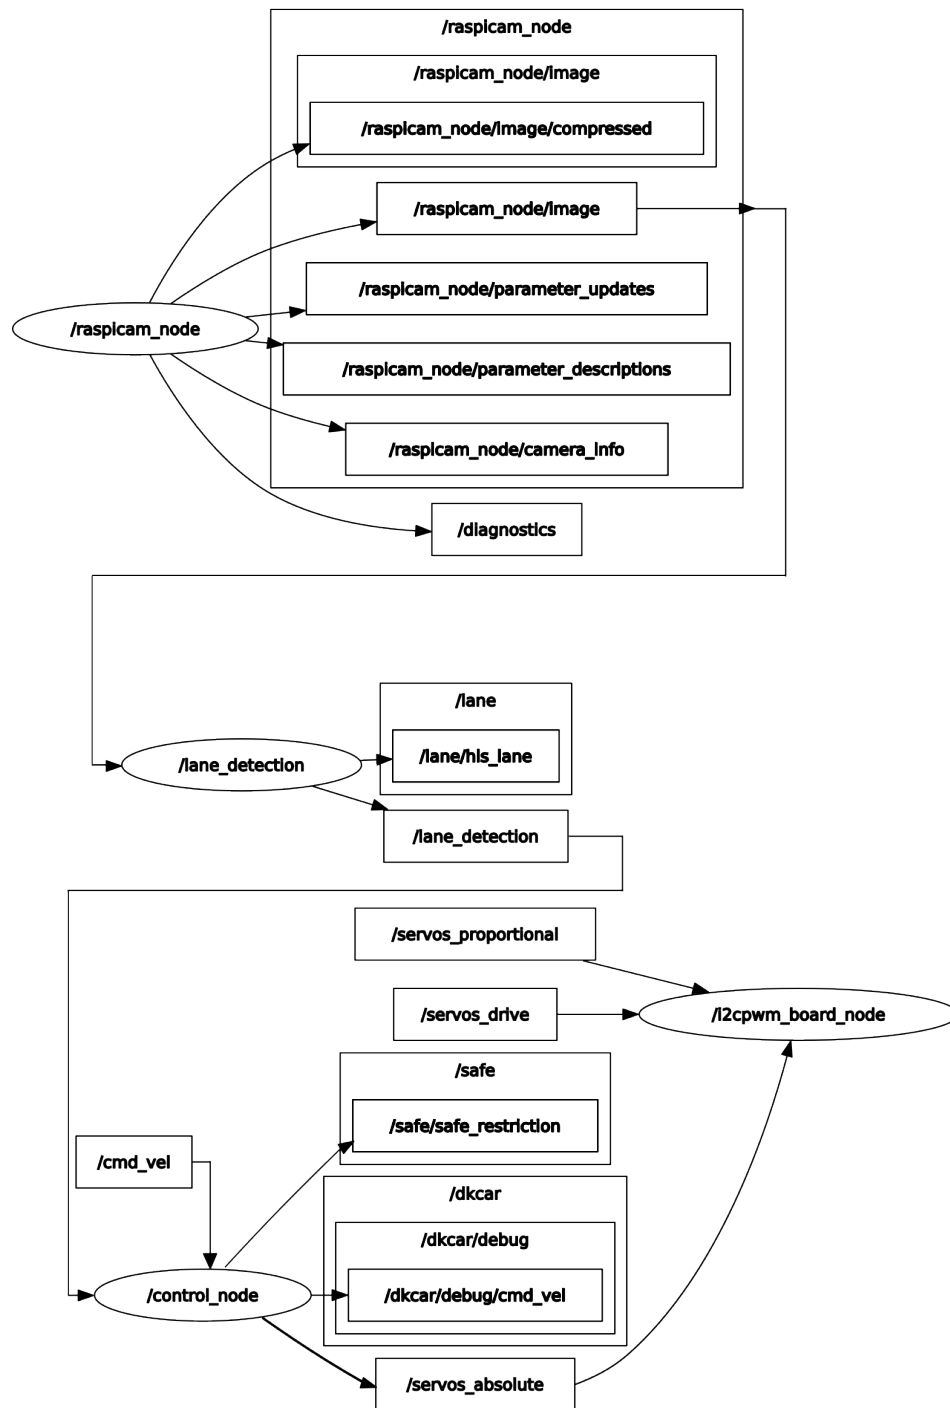 /raspicam_node
/raspicam_node/image
/raspicam_node/image/compressed
/raspicam_node/image
/raspicam_node/parameter_updates
/raspicam_node
/raspicam_node/parameter_descriptions
/raspicam_node/camera_info
/diagnostics
/lane
/lane/hls_lane
/lane_detection
/lane_detection
/servos_proportional
/servos_drive
/i2cpwm_board_node
/safe
/safe/safe_restriction
/cmd_vel
/dkcar
/dkcar/debug
/dkcar/debug/cmd_vel
/control_node
/servos_absolute